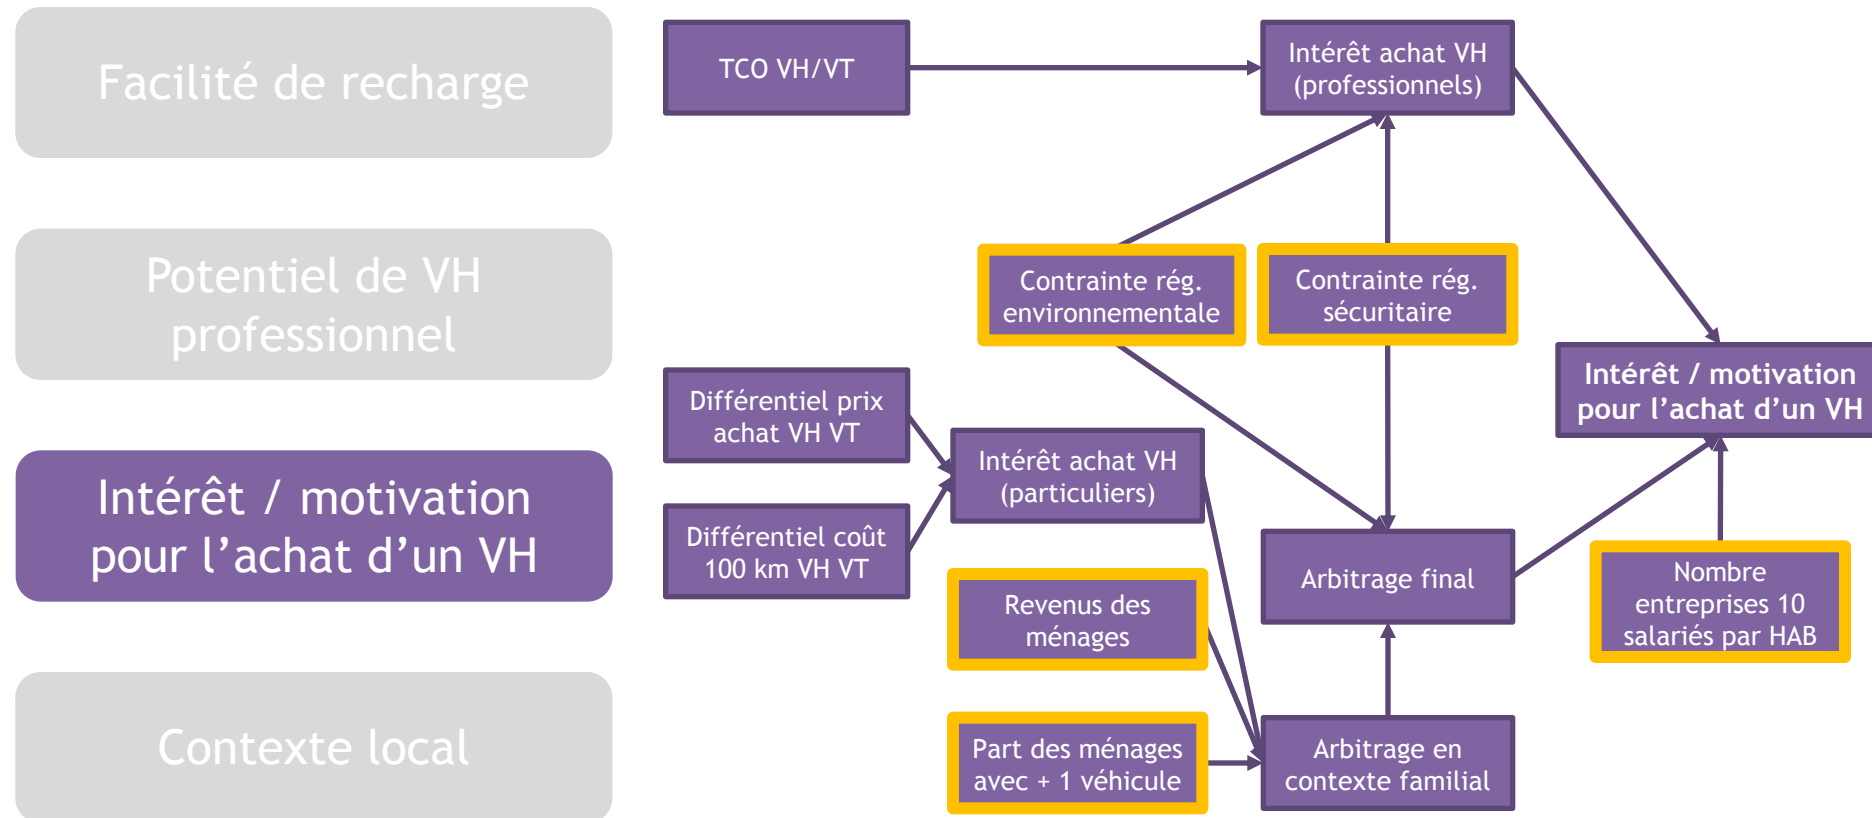 Facilité de recharge
Potentiel de VH
professionnel
Intérêt / motivation
pour l’achat d’un VH
Contexte local
TCO VH/VT
Intérêt achat VH
(professionnels)
Contrainte rég.
environnementale
Contrainte rég.
sécuritaire
Intérêt / motivation
pour l’achat d’un VH
Différentiel prix
achat VH VT
Intérêt achat VH
(particuliers)
Différentiel coût
100 km VH VT
Arbitrage final
Nombre
entreprises 10
salariés par HAB
Revenus des
ménages
Part des ménages
avec + 1 véhicule
Arbitrage en
contexte familial